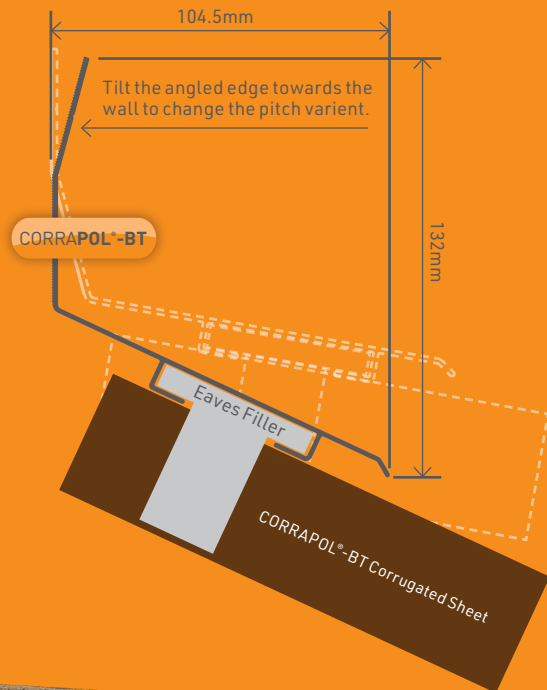 104.5mm
Tilt the angled edge towards the
wall to change the pitch varient.
CORRAPOL®-BT
132mm
Eaves Filler
CORRAPOL®-BT Corrugated Sheet